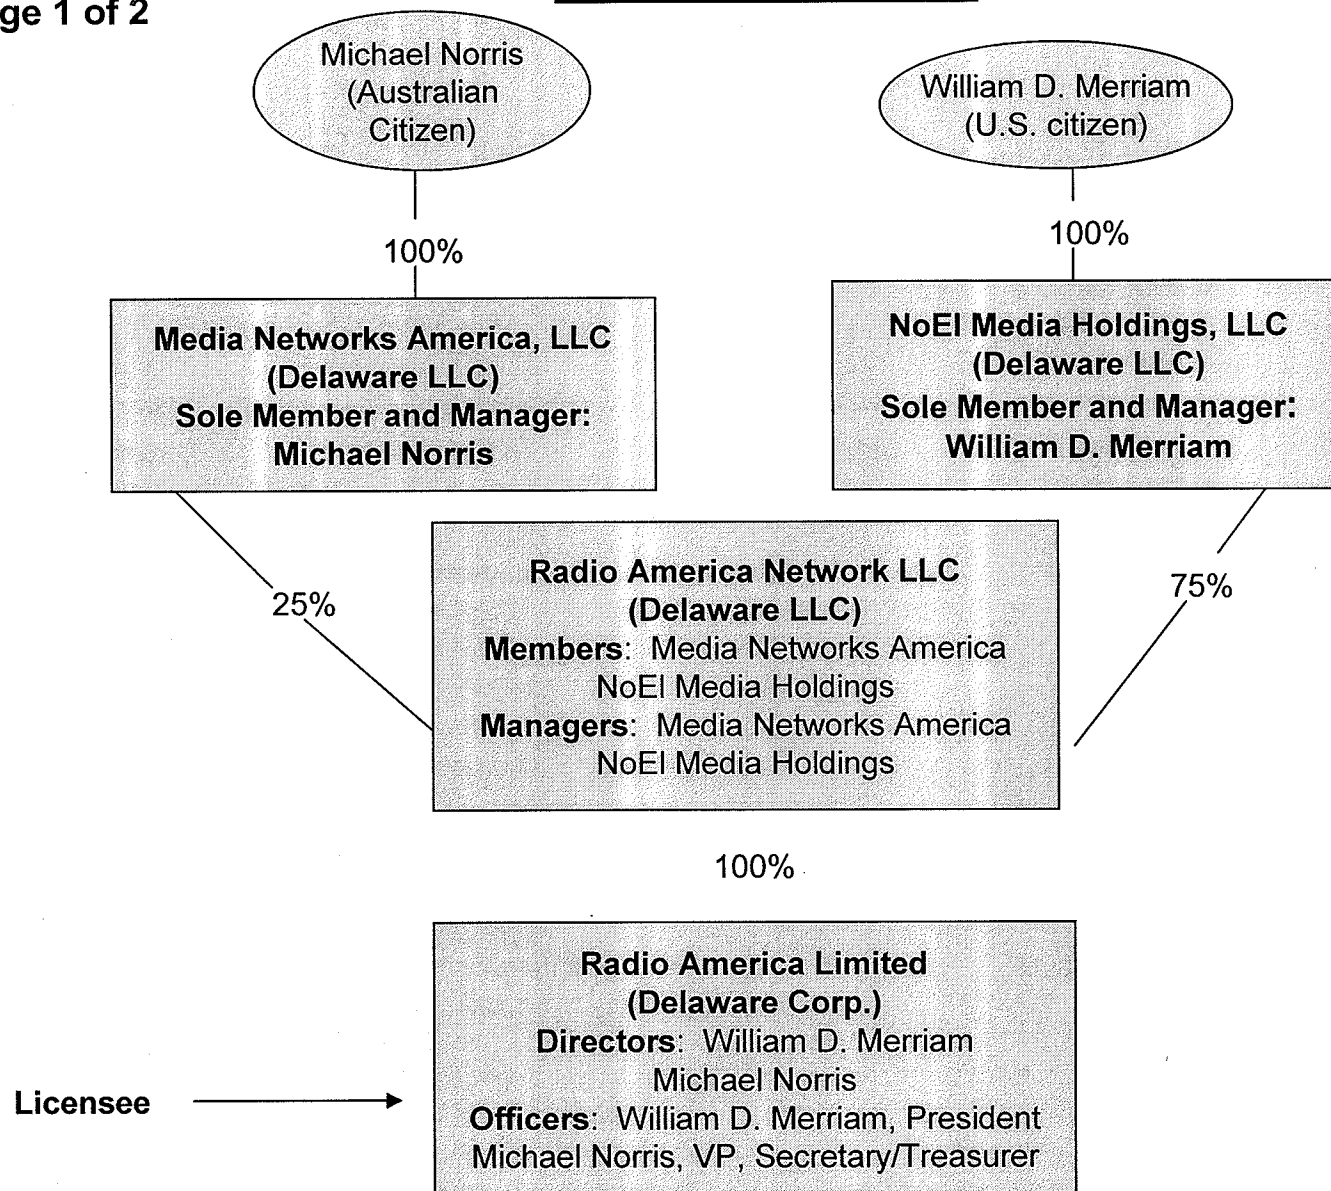 ge 1 of 2
Michael Norris
(Australian
Citizen)
William D. Merriam
(U.S. citizen)
100%
100%
Media Networks America, LLC
(Delaware LLC)
Sole Member and Manager:
Michael Norris
NoEl Media Holdings, LLC
(Delaware LLC)
Sole Member and Manager:
William D. Merriam
25%
75%
Radio America Network LLC
(Delaware LLC)
Members: Media Networks America
NoEl Media Holdings
Managers: Media Networks America
NoEl Media Holdings
100%
Radio America Limited
(Delaware Corp.)
Directors: William D. Merriam
Michael Norris
Officers: William D. Merriam, President
Michael Norris, VP, Secretary/Treasurer
Licensee